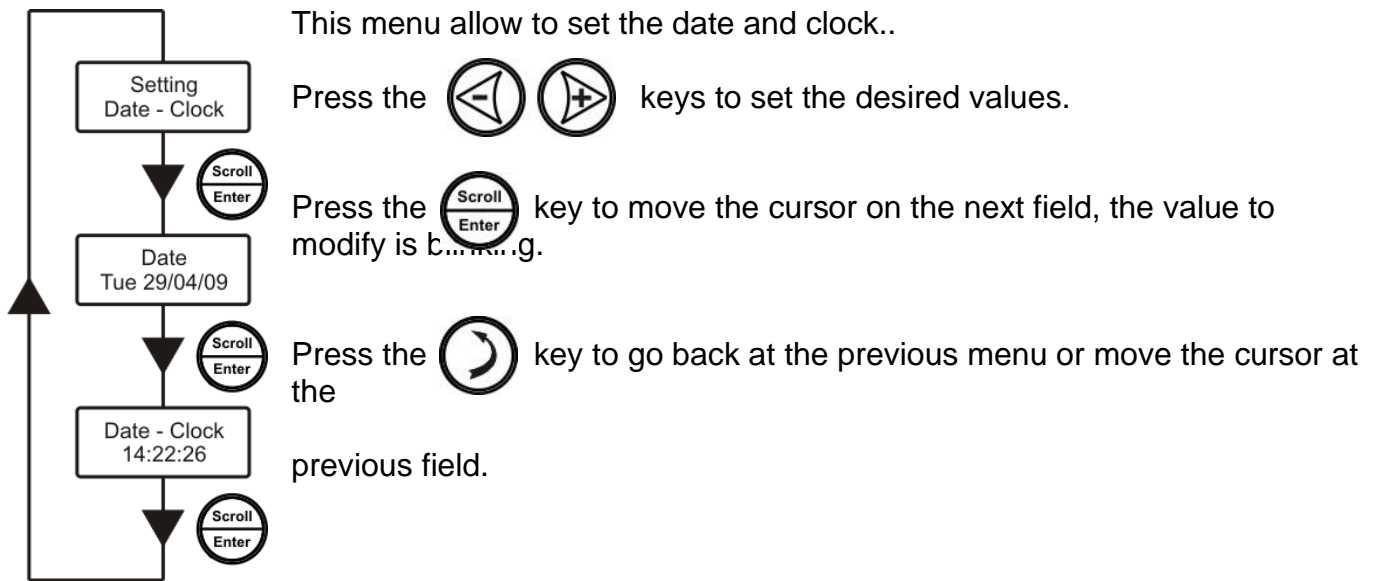 This menu allow to set the date and clock..
Setting
Date - Clock
Press the - + keys to set the desired values.
Scroll
Enter
Press the Scroll Enter key to move the cursor on the next field, the value to
modify is
Date
Tue 29/04/09
Scroll
Enter
Press the key to go back at the previous menu or move the cursor at
the
Date - Clock
14:22:26
previous field.
Scroll
Enter